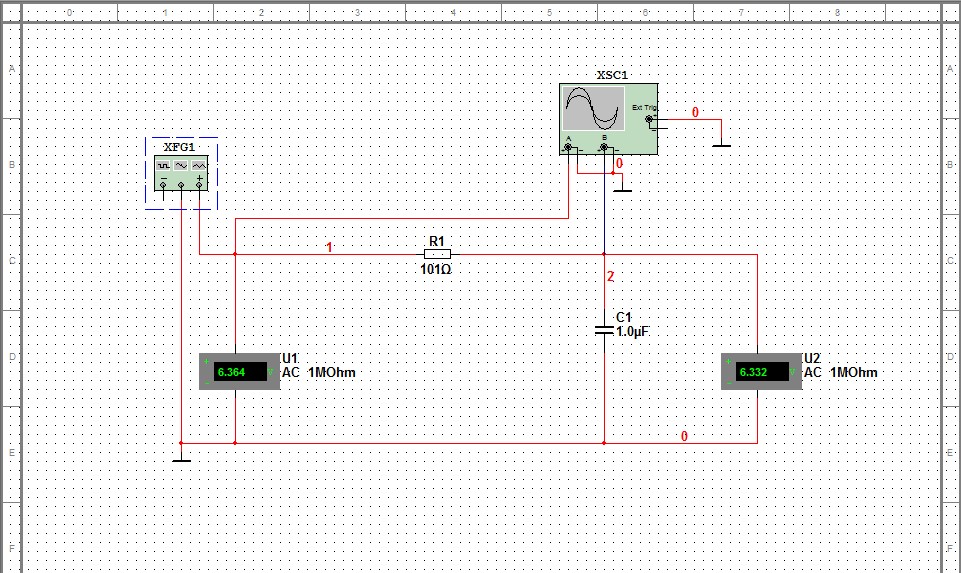 0 1 2 3 4 5 6 7 8
A A
XSC1
Ext Trig
+
0
A B
+ - + -
B B
XFG1
- +
0
1
R1
101Ω
C C
2
C1
1.0µF
D D
U1
+ 6.364 V AC 1MOhm
-
U2
+ 6.332 V AC 1MOhm
-
0
E E
F F